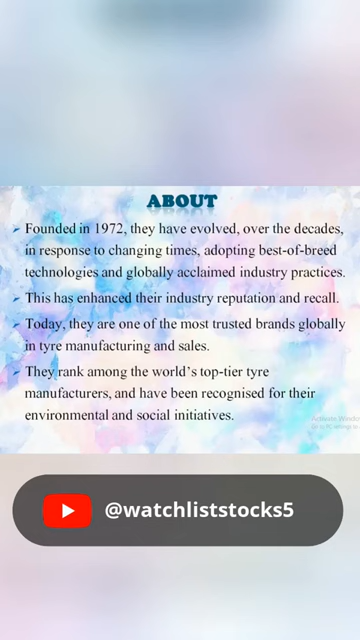 ABOUT
Founded in 1972, they have evolved, over the decades,
in response to changing times, adopting best-of-breed
technologies and globally acclaimed industry practices.
This has enhanced their industry reputation and recall.
Today, they are one of the most trusted brands globally
in tyre manufacturing and sales.
They rank among the world's top-tier tyre
manufacturers, and have been recognised for their
environmental and social initiatives.
Activate Windo
@watchliststocks5